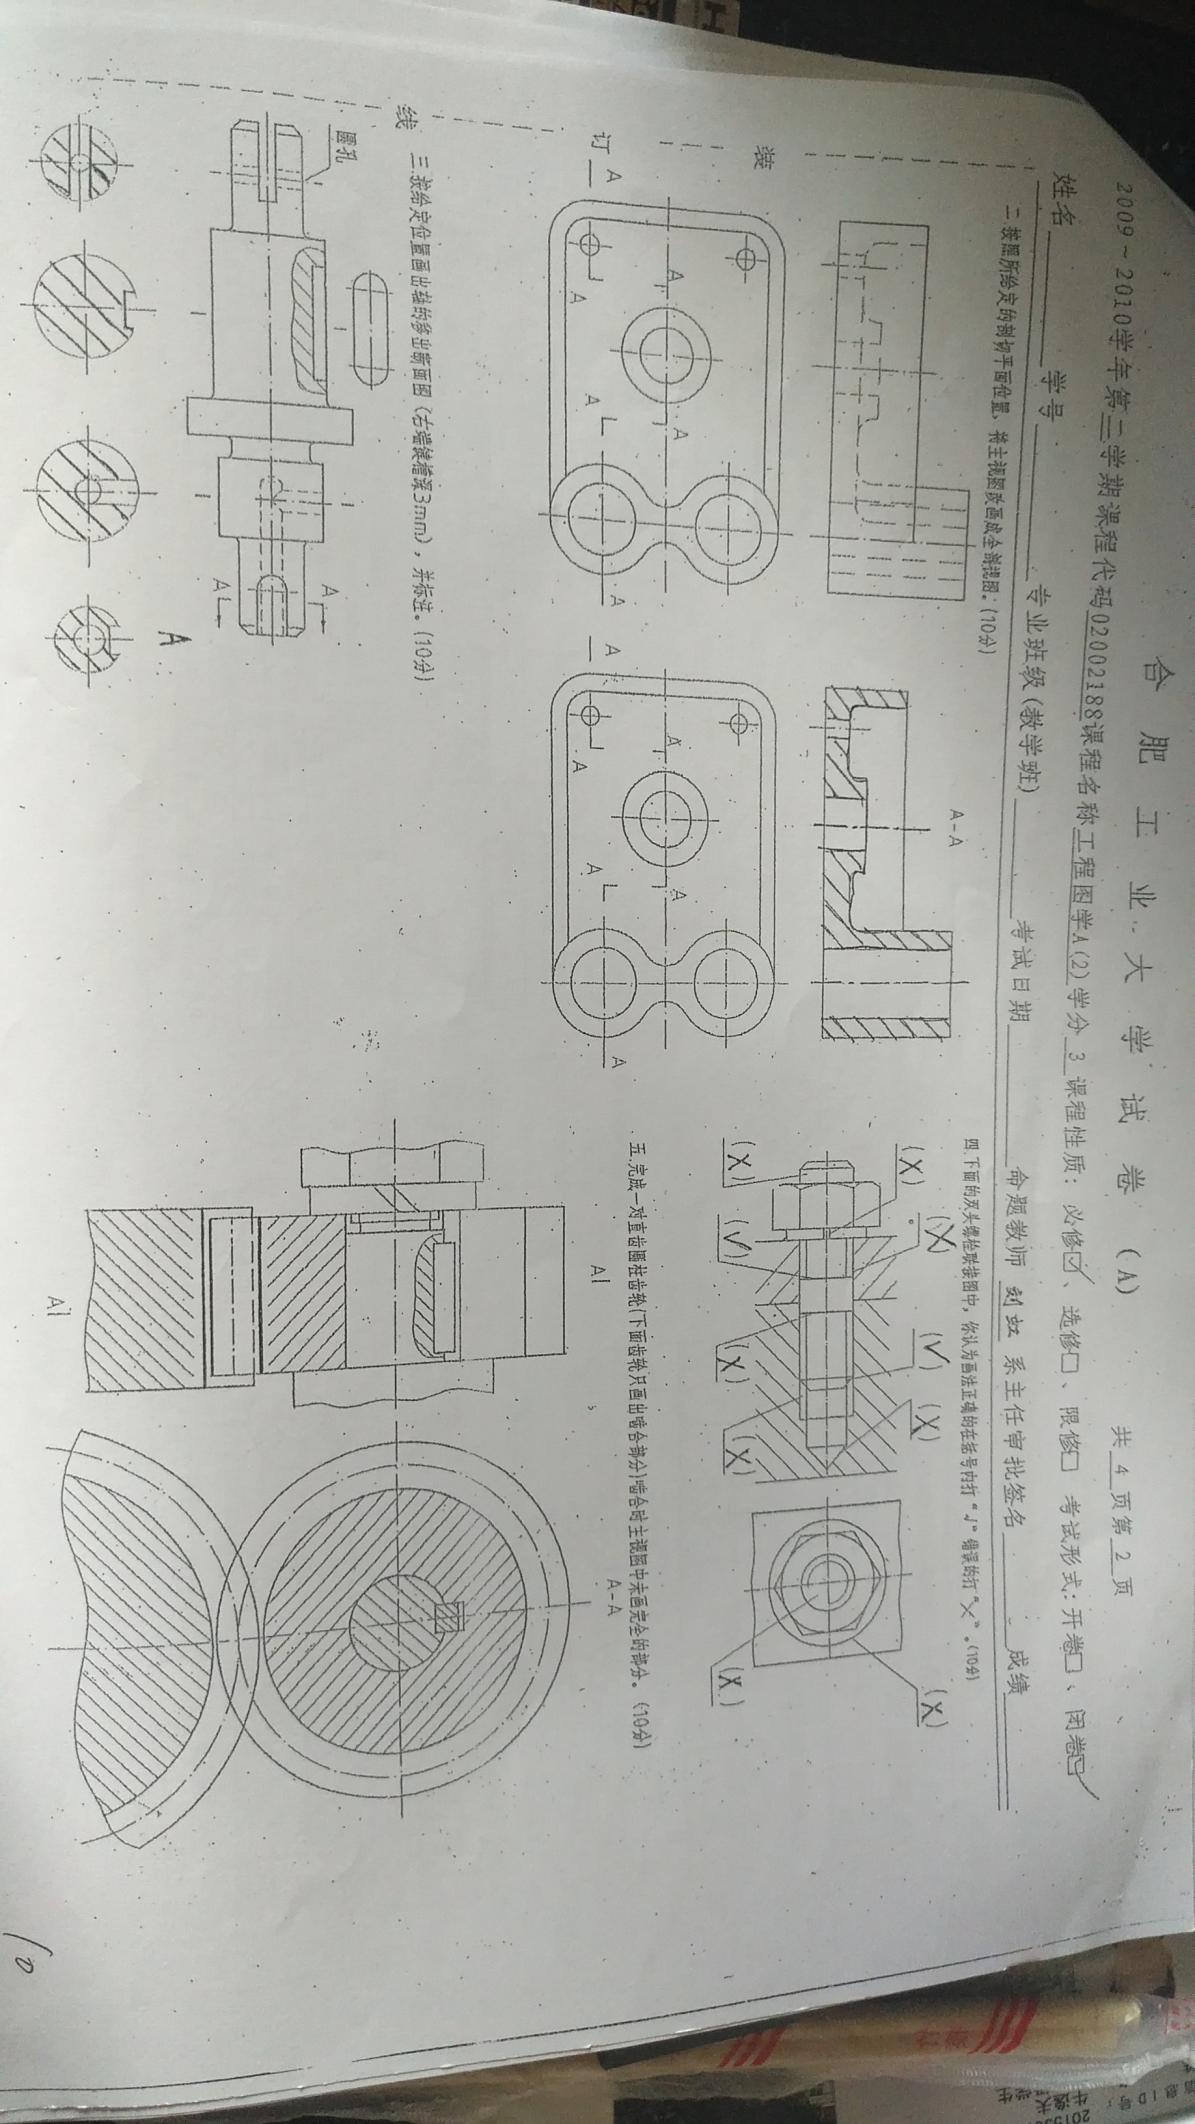 合肥工业大学试卷(A)
共 4 页第 2 页
2009~2010学年第二学期课程代码02002188课程名称工程图学A(2)学分 3 课程性质:必修☑、选修□、限修□ 考试形式:开卷□、闭卷☑
姓名 学号 专业班级(教学班) 考试日期 命题教师 刘虹 系主任审批签名 成绩
装
订
线
二.按照所给定的剖切平面位置,将主视图改画成全剖视图.(10分)
A-A
A A A A A A
A A A A A A
三.按给定位置画出轴的移出断面图(右端键槽深3mm),并标注。(10分)
圆孔
A
A
A
四.下面的双头螺栓联接图中,你认为画法正确的在括号内打“√”错误的打“×”.(10分)
(X) (X) (√) (X) (X)
(X) (√) (X) (X) (X)
五.完成一对直齿圆柱齿轮(下面齿轮只画出啮合部分)啮合时主视图中未画完全的部分。(10分)
A
A-A
A
10